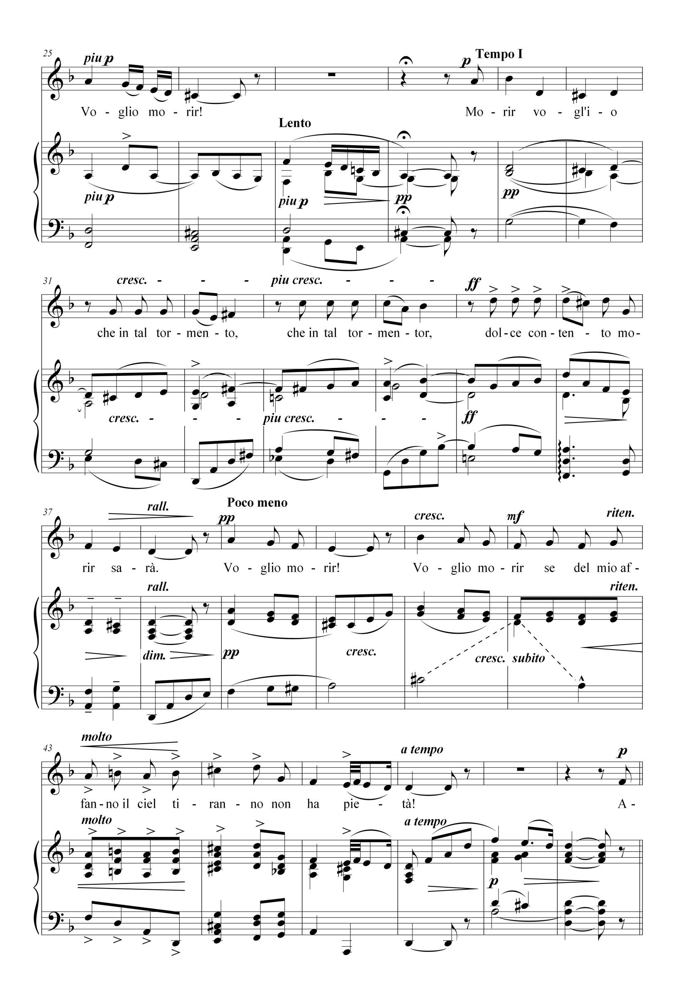 25
piu p
p Tempo I
Vo - glio mo - rir! Mo - rir vo - gl'i - o
Lento
piu p piu p pp pp
31
cresc. - - - piu cresc. - - - ff
che in tal tor - men - to, che in tal tor - men - tor, dol - ce con - ten - to mo -
cresc. - - - piu cresc. - - - ff
37
rall. Poco meno
pp cresc. mf riten.
rir sa - rà. Vo - glio mo - rir! Vo - glio mo - rir se del mio af -
rall. riten.
dim. pp cresc. cresc. subito
43
molto a tempo p
fan - no il ciel ti - ran - no non ha pie - tà! A -
molto a tempo
p